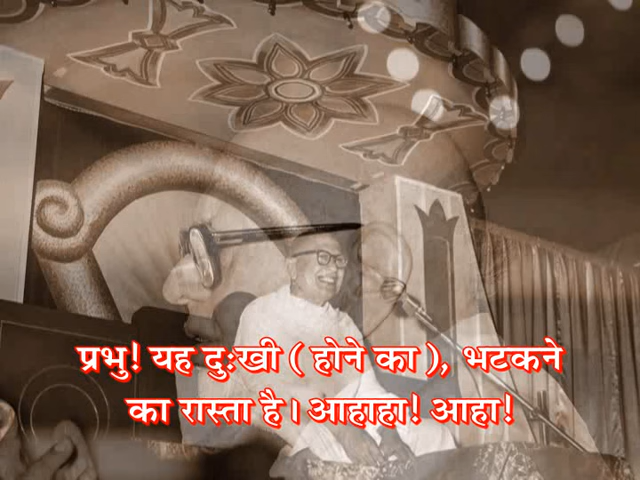 प्रभु! यह दुःखी ( होने का ), भटकने
का रास्ता है। आहाहा! आहा!